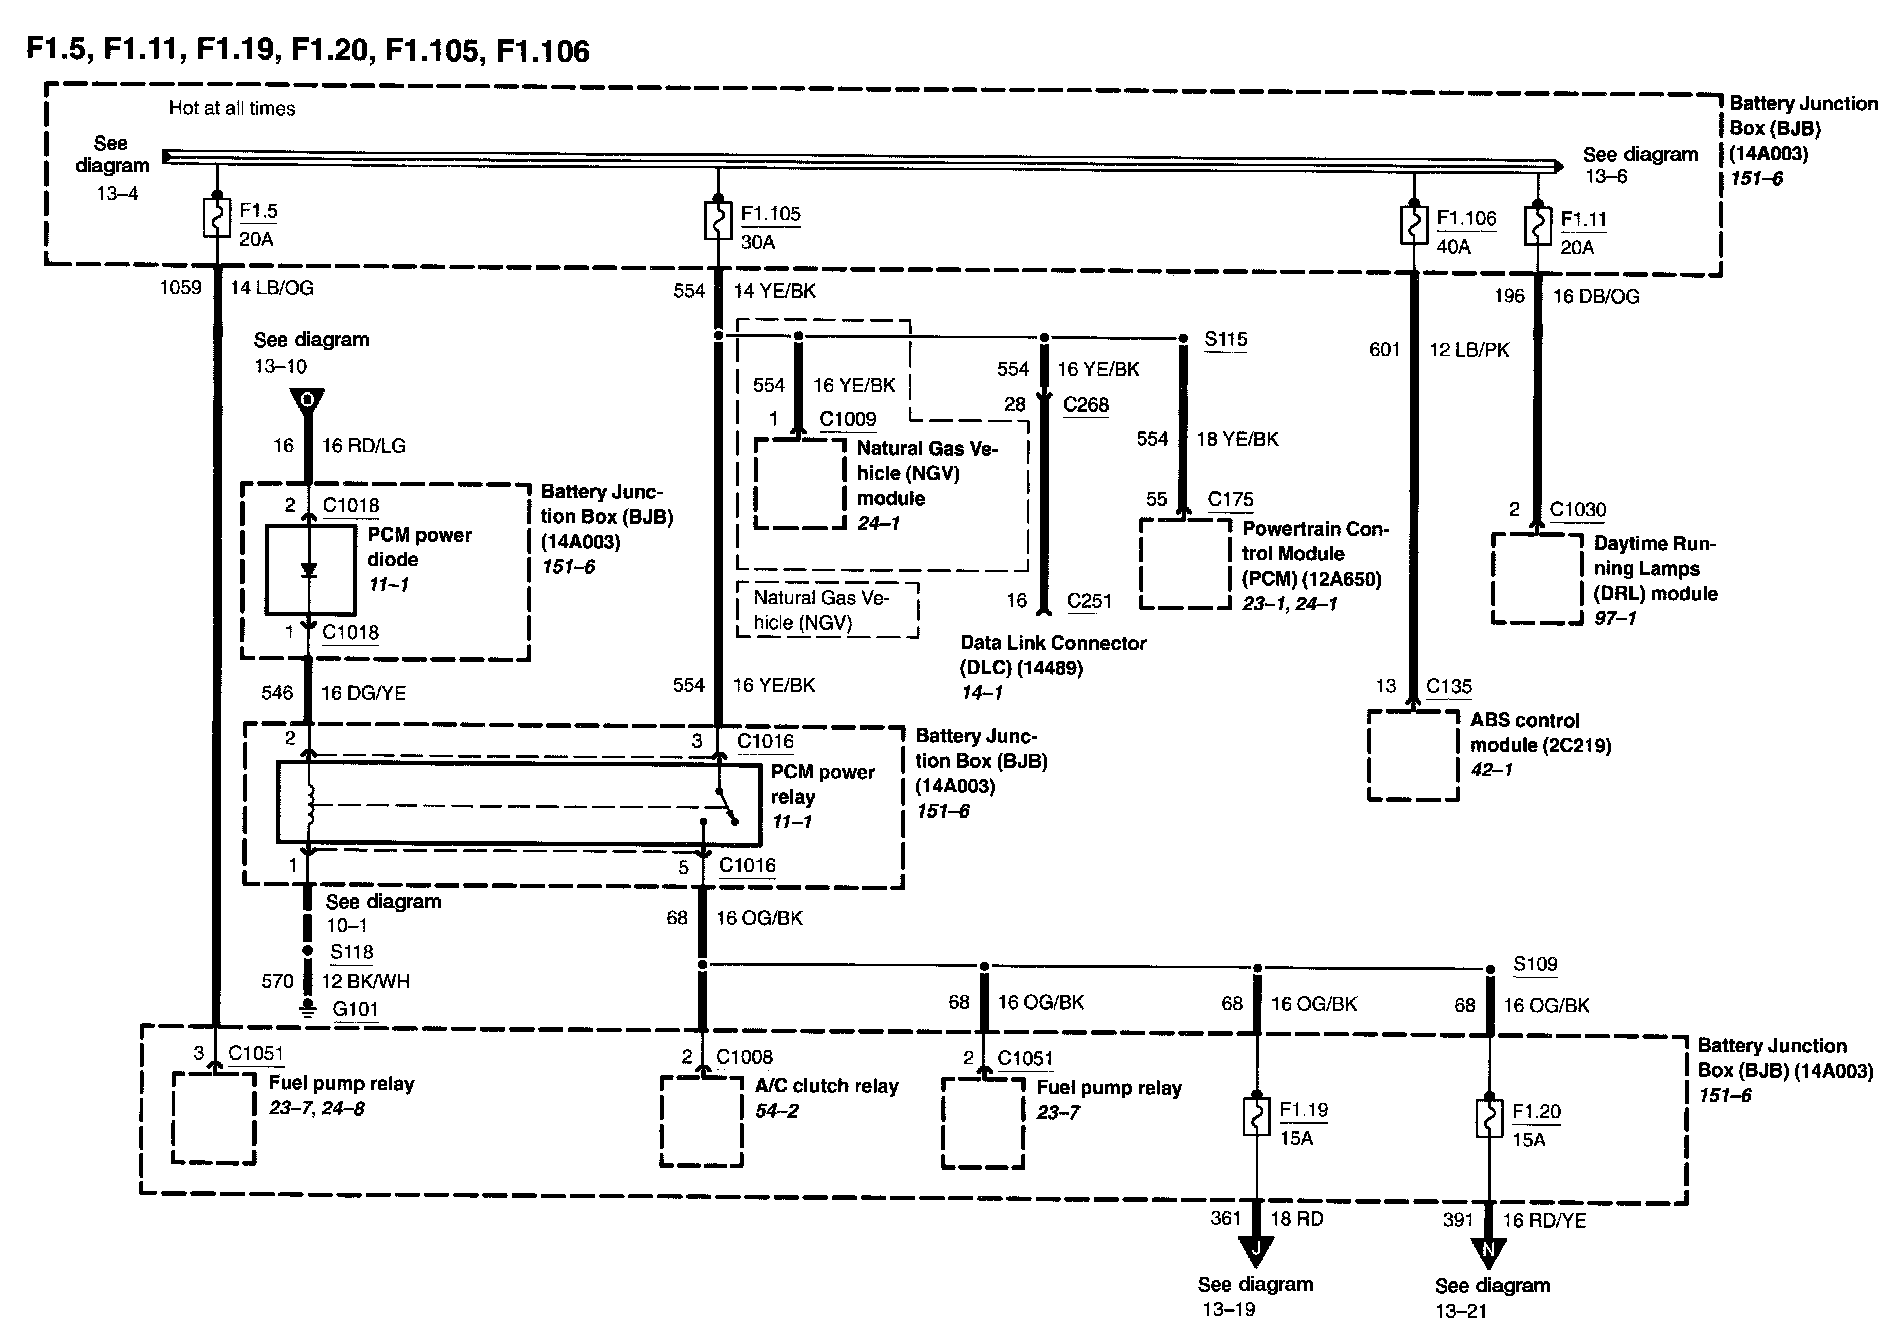 F1.5, F1.11, F1.19, F1.20, F1.105, F1.106
Hot at all times
See
diagram
13–4
See diagram
13–6
Battery Junction
Box (BJB)
(14A003)
151–6
F1.5
20A
F1.105
30A
F1.106
40A
F1.11
20A
1059
14 LB/OG
554
14 YE/BK
196
16 DB/OG
See diagram
13–10
O
16
16 RD/LG
S115
601
12 LB/PK
554
16 YE/BK
1
C1009
Natural Gas Ve-
hicle (NGV)
module
24–1
Natural Gas Ve-
hicle (NGV)
554
16 YE/BK
28
C268
16
C251
Data Link Connector
(DLC) (14489)
14–1
554
18 YE/BK
55
C175
Powertrain Con-
trol Module
(PCM) (12A650)
23–1, 24–1
2
C1030
Daytime Run-
ning Lamps
(DRL) module
97–1
2
C1018
PCM power
diode
11–1
1
C1018
Battery Junc-
tion Box (BJB)
(14A003)
151–6
546
16 DG/YE
554
16 YE/BK
13
C135
ABS control
module (2C219)
42–1
2
3
C1016
PCM power
relay
11–1
1
5
C1016
Battery Junc-
tion Box (BJB)
(14A003)
151–6
See diagram
10–1
S118
570
12 BK/WH
G101
68
16 OG/BK
S109
68
16 OG/BK
68
16 OG/BK
68
16 OG/BK
3
C1051
Fuel pump relay
23–7, 24–8
2
C1008
A/C clutch relay
54–2
2
C1051
Fuel pump relay
23–7
F1.19
15A
F1.20
15A
Battery Junction
Box (BJB) (14A003)
151–6
361
18 RD
391
16 RD/YE
J
N
See diagram
13–19
See diagram
13–21